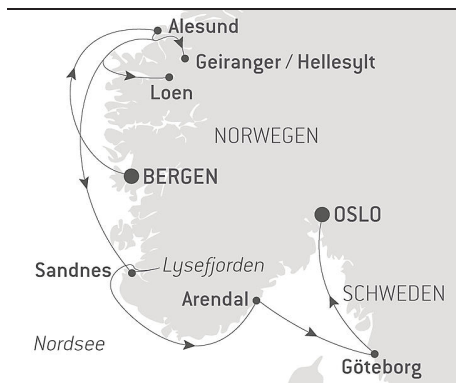 Alesund
Geiranger / Hellesylt
Loen
NORWEGEN
BERGEN
OSLO
Sandnes
Lysefjorden
Arendal
SCHWEDEN
Nordsee
Göteborg